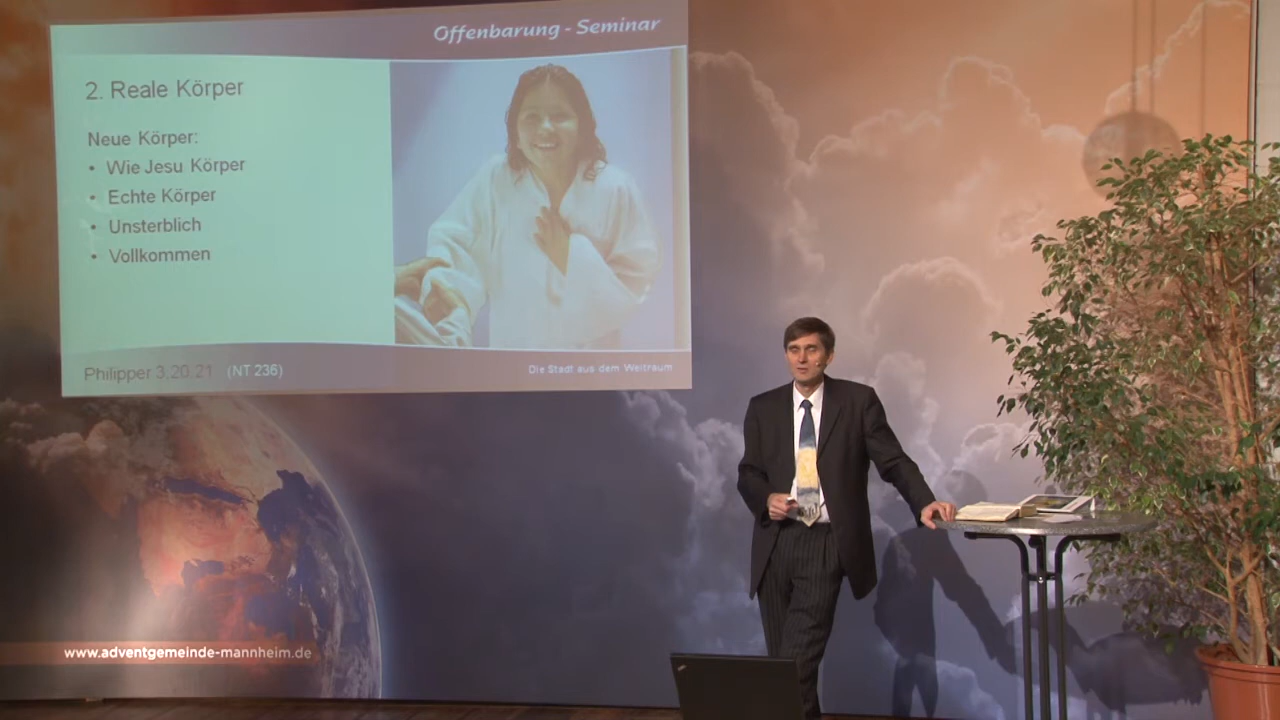 Offenbarung - Seminar
2. Reale Körper
Neue Körper:
• Wie Jesu Körper
• Echte Körper
• Unsterblich
• Vollkommen
Philipper 3,20.21 (NT 236)
Die Stadt aus dem Weltraum
www.adventgemeinde-mannheim.de